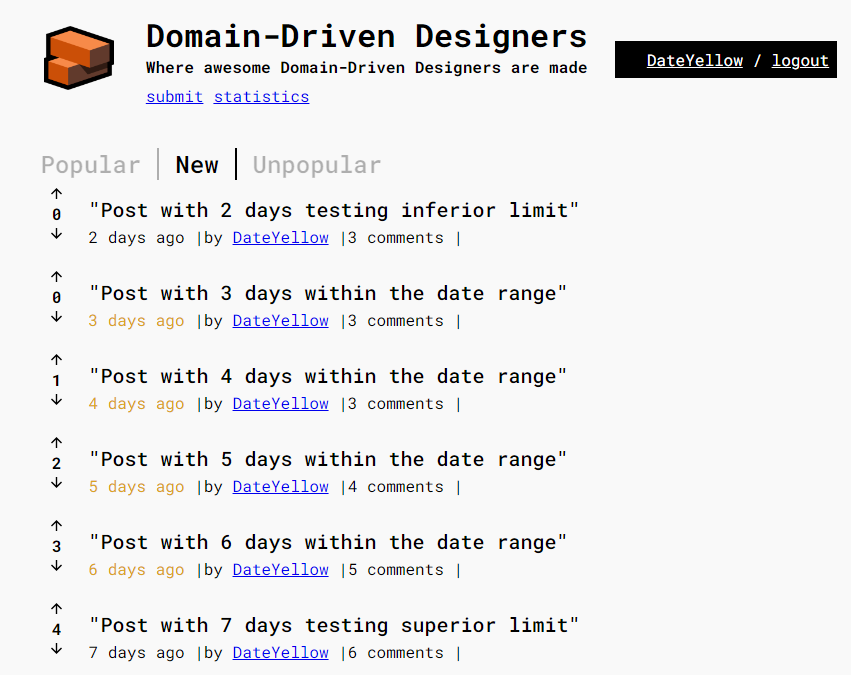 Domain-Driven Designers
Where awesome Domain-Driven Designers are made
submit statistics
DateYellow / logout
Popular | New | Unpopular
↑
0
↓
"Post with 2 days testing inferior limit"
2 days ago |by DateYellow |3 comments |
↑
0
↓
"Post with 3 days within the date range"
3 days ago |by DateYellow |3 comments |
↑
1
↓
"Post with 4 days within the date range"
4 days ago |by DateYellow |3 comments |
↑
2
↓
"Post with 5 days within the date range"
5 days ago |by DateYellow |4 comments |
↑
3
↓
"Post with 6 days within the date range"
6 days ago |by DateYellow |5 comments |
↑
4
↓
"Post with 7 days testing superior limit"
7 days ago |by DateYellow |6 comments |